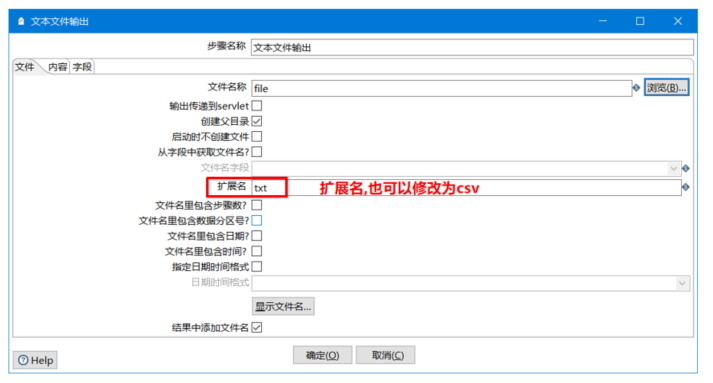 文本文件输出
步骤名称 文本文件输出
文件 内容 字段
文件名称 file 浏览(B)...
输出传递到servlet
创建父目录
启动时不创建文件
从字段中获取文件名?
文件名字段
扩展名 txt 扩展名,也可以修改为csv
文件名里包含步骤数?
文件名里包含数据分区号?
文件名里包含日期?
文件名里包含时间?
指定日期时间格式
日期时间格式
显示文件名...
结果中添加文件名
Help 确定(O) 取消(C)